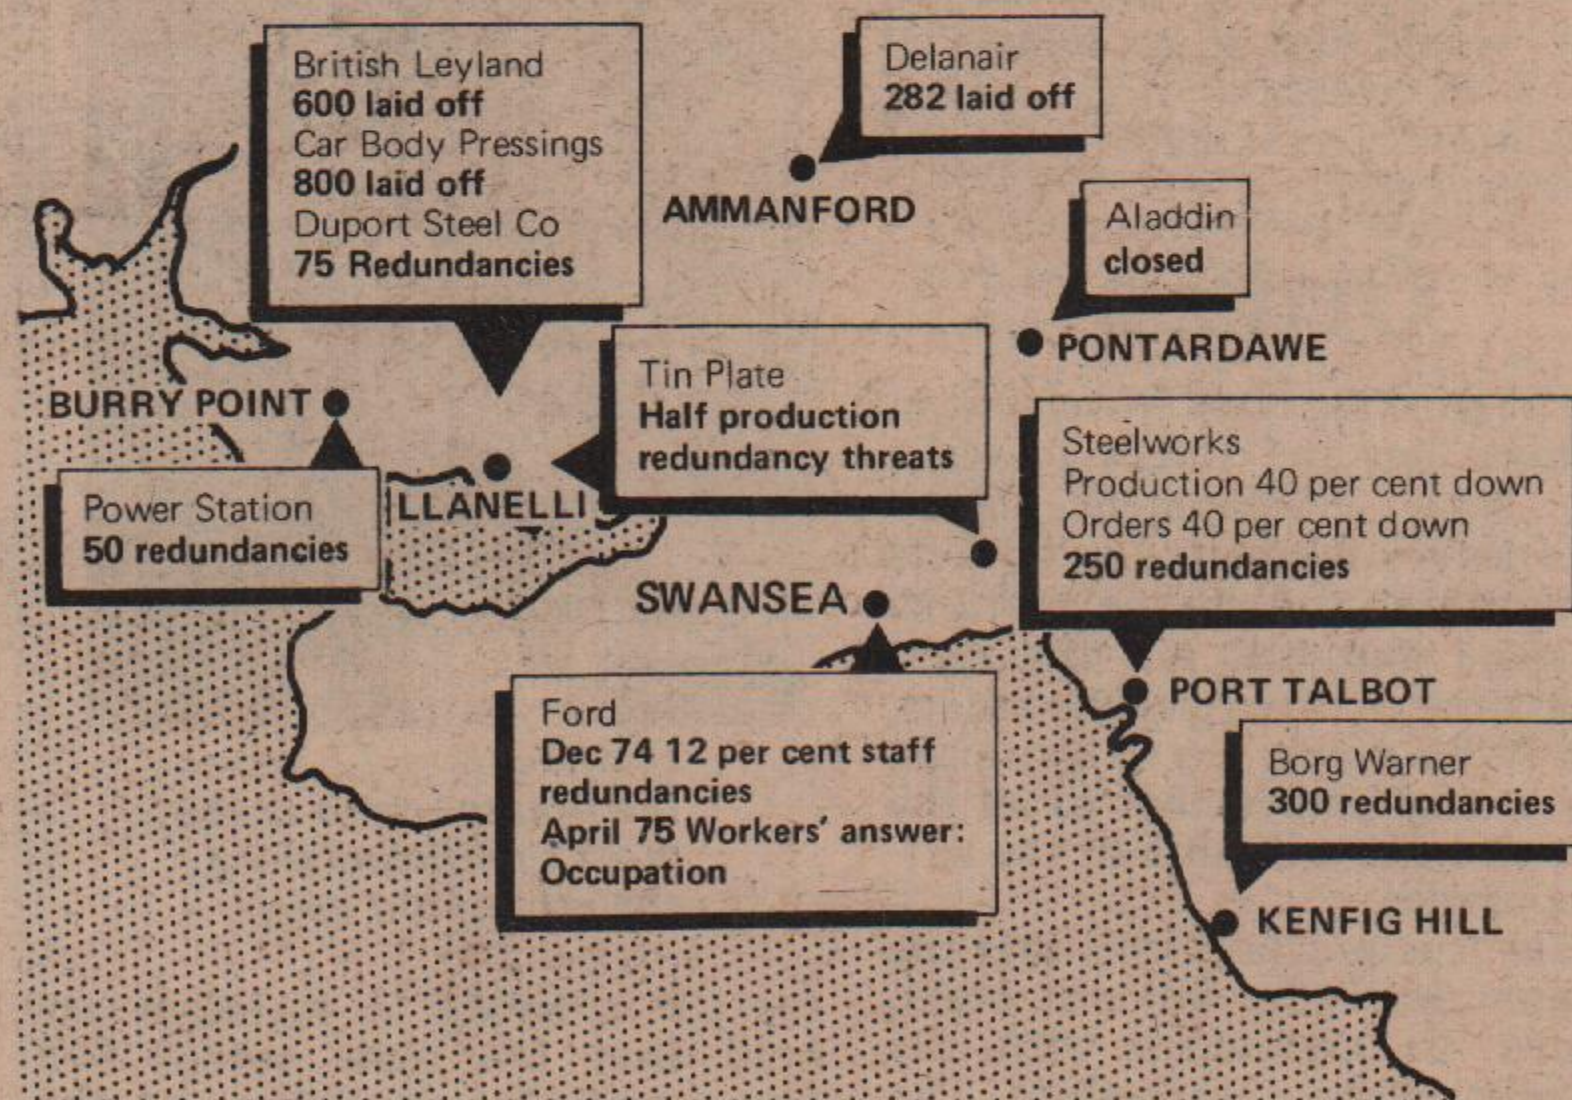 British Leyland
600 laid off
Car Body Pressings
800 laid off
Duport Steel Co
75 Redundancies
Delanair
282 laid off
AMMANFORD
Aladdin
closed
PONTARDAWE
BURRY POINT
Tin Plate
Half production
redundancy threats
Steelworks
Production 40 per cent down
Orders 40 per cent down
250 redundancies
Power Station
50 redundancies
LLANELLI
SWANSEA
PORT TALBOT
Ford
Dec 74 12 per cent staff
redundancies
April 75 Workers' answer:
Occupation
Borg Warner
300 redundancies
KENFIG HILL